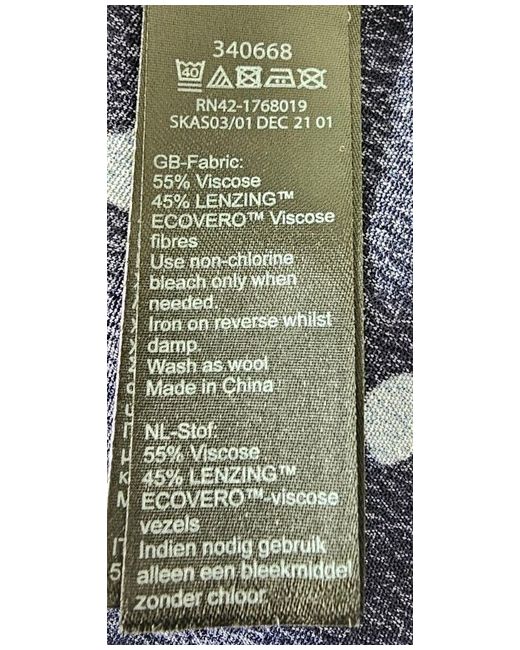 340668
40
RN42-1768019
SKAS03/01 DEC 21 01
GB-Fabric:
55% Viscose
45% LENZING™
ECOVERO™ Viscose
fibres
Use non-chlorine
bleach only when
needed.
Iron on reverse whilst
damp.
Wash as wool
Made in China
NL-Stof:
55% Viscose
45% LENZING™
ECOVERO™-viscose
vezels
Indien nodig gebruik
alleen een bleekmiddel
zonder chloor.